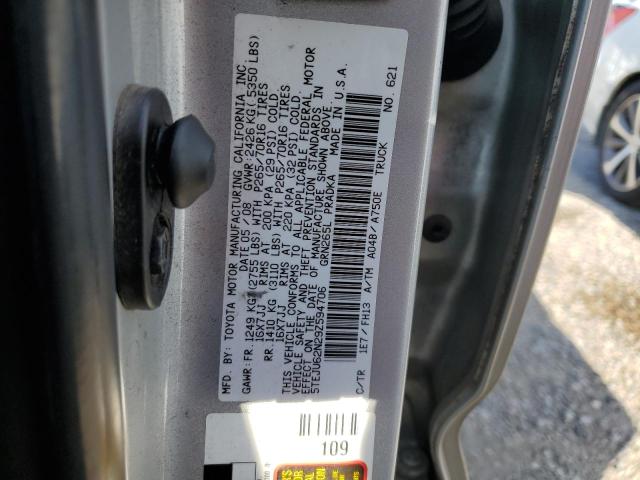 MFD. BY: TOYOTA MOTOR MANUFACTURING CALIFORNIA INC
DATE 05/08 GVWR: 2426 KG( 5350 LBS)
GAWR: FR. 1249 KG (2755 LBS) WITH P265/70R16 TIRES
16X7JJ RIMS AT 200 KPA (29 PSI) COLD
RR. 1410 KG (3110 LBS) WITH P265/70R16 TIRES
16X7JJ RIMS AT 220 KPA (32 PSI) COLD
THIS VEHICLE CONFORMS TO ALL APPLICABLE FEDERAL MOTOR
VEHICLE SAFETY AND THEFT PREVENTION STANDARDS IN
EFFECT ON THE DATE OF MANUFACTURE SHOWN ABOVE.
5TEJU62N29Z594706 GRN265L PRADKA MADE IN U.S.A.
TRUCK
C/TR 1E7 / FH13 A/TM A04B / A750E
NO. 621
109